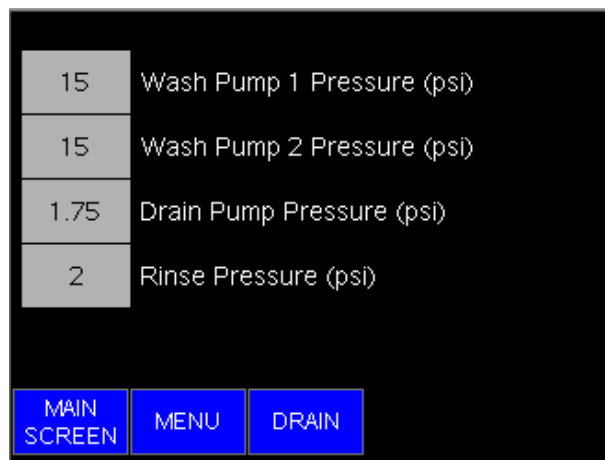 15 Wash Pump 1 Pressure (psi)
15 Wash Pump 2 Pressure (psi)
1.75 Drain Pump Pressure (psi)
2 Rinse Pressure (psi)
MAIN
SCREEN
MENU
DRAIN